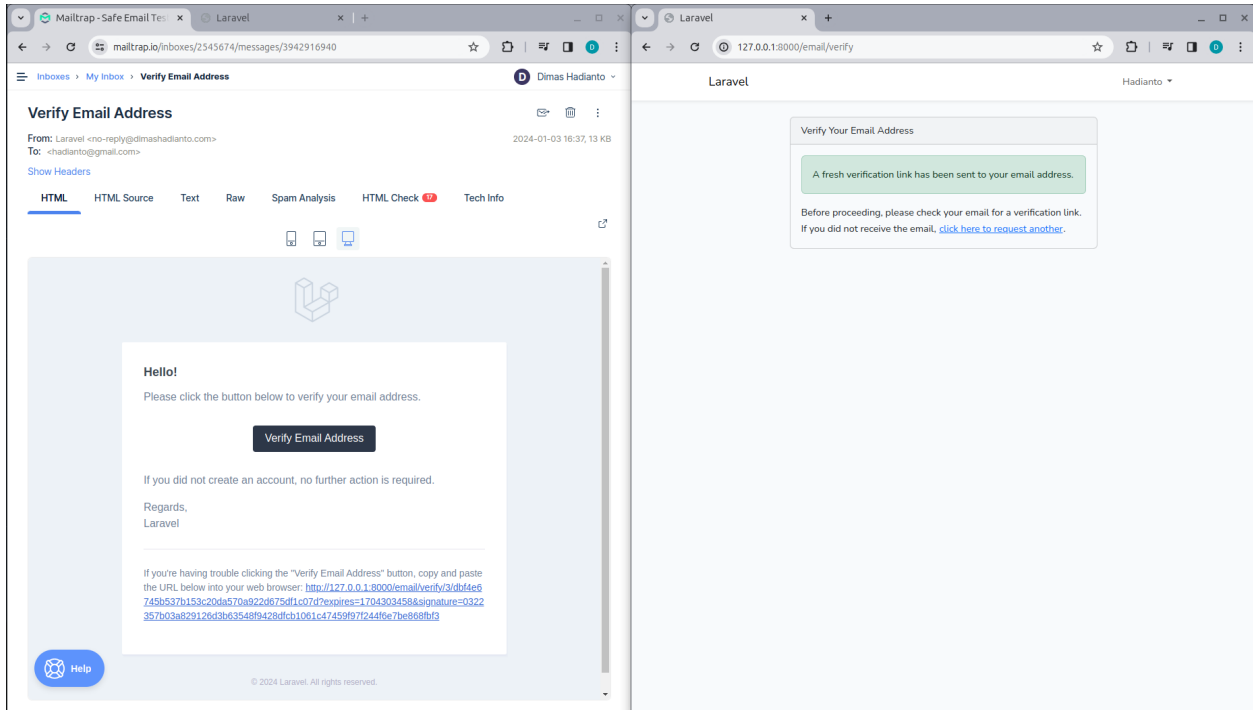 Mailtrap - Safe Email Tes
Laravel
mailtrap.io/inboxes/2545674/messages/3942916940
D
Inboxes › My Inbox › Verify Email Address
D Dimas Hadianto
Verify Email Address
From: Laravel <no-reply@dimashadianto.com>
2024-01-03 16:37, 13 KB
To: <hadianto@gmail.com>
Show Headers
HTML HTML Source Text Raw Spam Analysis HTML Check 17 Tech Info
Hello!
Please click the button below to verify your email address.
Verify Email Address
If you did not create an account, no further action is required.
Regards,
Laravel
If you're having trouble clicking the "Verify Email Address" button, copy and paste
the URL below into your web browser: http://127.0.0.1:8000/email/verify/3/dbf4e6
745b537b153c20da570a922d675df1c07d?expires=1704303458&signature=0322
357b03a829126d3b63548f9428dfcb1061c47459f97f244f6e7be868fbf3
Help
© 2024 Laravel. All rights reserved.
Laravel
127.0.0.1:8000/email/verify
D
Laravel
Hadianto
Verify Your Email Address
A fresh verification link has been sent to your email address.
Before proceeding, please check your email for a verification link.
If you did not receive the email, click here to request another.